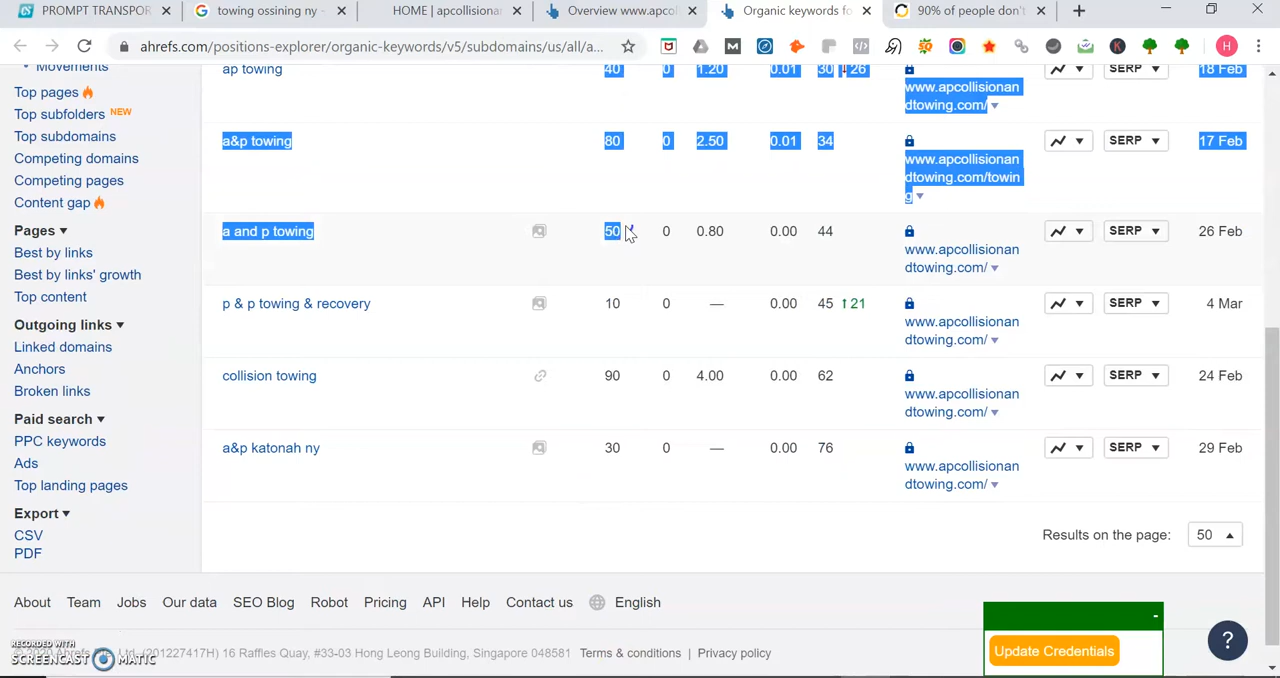 PROMPT TRANSPOR
towing ossining ny -
HOME | apcollisionan
Overview www.apcol
Organic keywords fo
90% of people don't
ahrefs.com/positions-explorer/organic-keywords/v5/subdomains/us/all/a...
H
Movements
Top pages
Top subfolders NEW
Top subdomains
Competing domains
Competing pages
Content gap
Pages
Best by links
Best by links' growth
Top content
Outgoing links
Linked domains
Anchors
Broken links
Paid search
PPC keywords
Ads
Top landing pages
Export
CSV
PDF
ap towing 40 0 1.20 0.01 30 ↓26 SERP 18 Feb
www.apcollisionan
dtowing.com/
a&p towing 80 0 2.50 0.01 34 SERP 17 Feb
www.apcollisionan
dtowing.com/towin
g
a and p towing 50 0 0.80 0.00 44 SERP 26 Feb
www.apcollisionan
dtowing.com/
p & p towing & recovery 10 0 — 0.00 45 ↑21 SERP 4 Mar
www.apcollisionan
dtowing.com/
collision towing 90 0 4.00 0.00 62 SERP 24 Feb
www.apcollisionan
dtowing.com/
a&p katonah ny 30 0 — 0.00 76 SERP 29 Feb
www.apcollisionan
dtowing.com/
Results on the page: 50
About Team Jobs Our data SEO Blog Robot Pricing API Help Contact us English
-
Update Credentials
?
RECORDED WITH
SCREENCAST MATIC
© 2020 Ahrefs Pte. Ltd. (201227417H) 16 Raffles Quay, #33-03 Hong Leong Building, Singapore 048581 Terms & conditions | Privacy policy